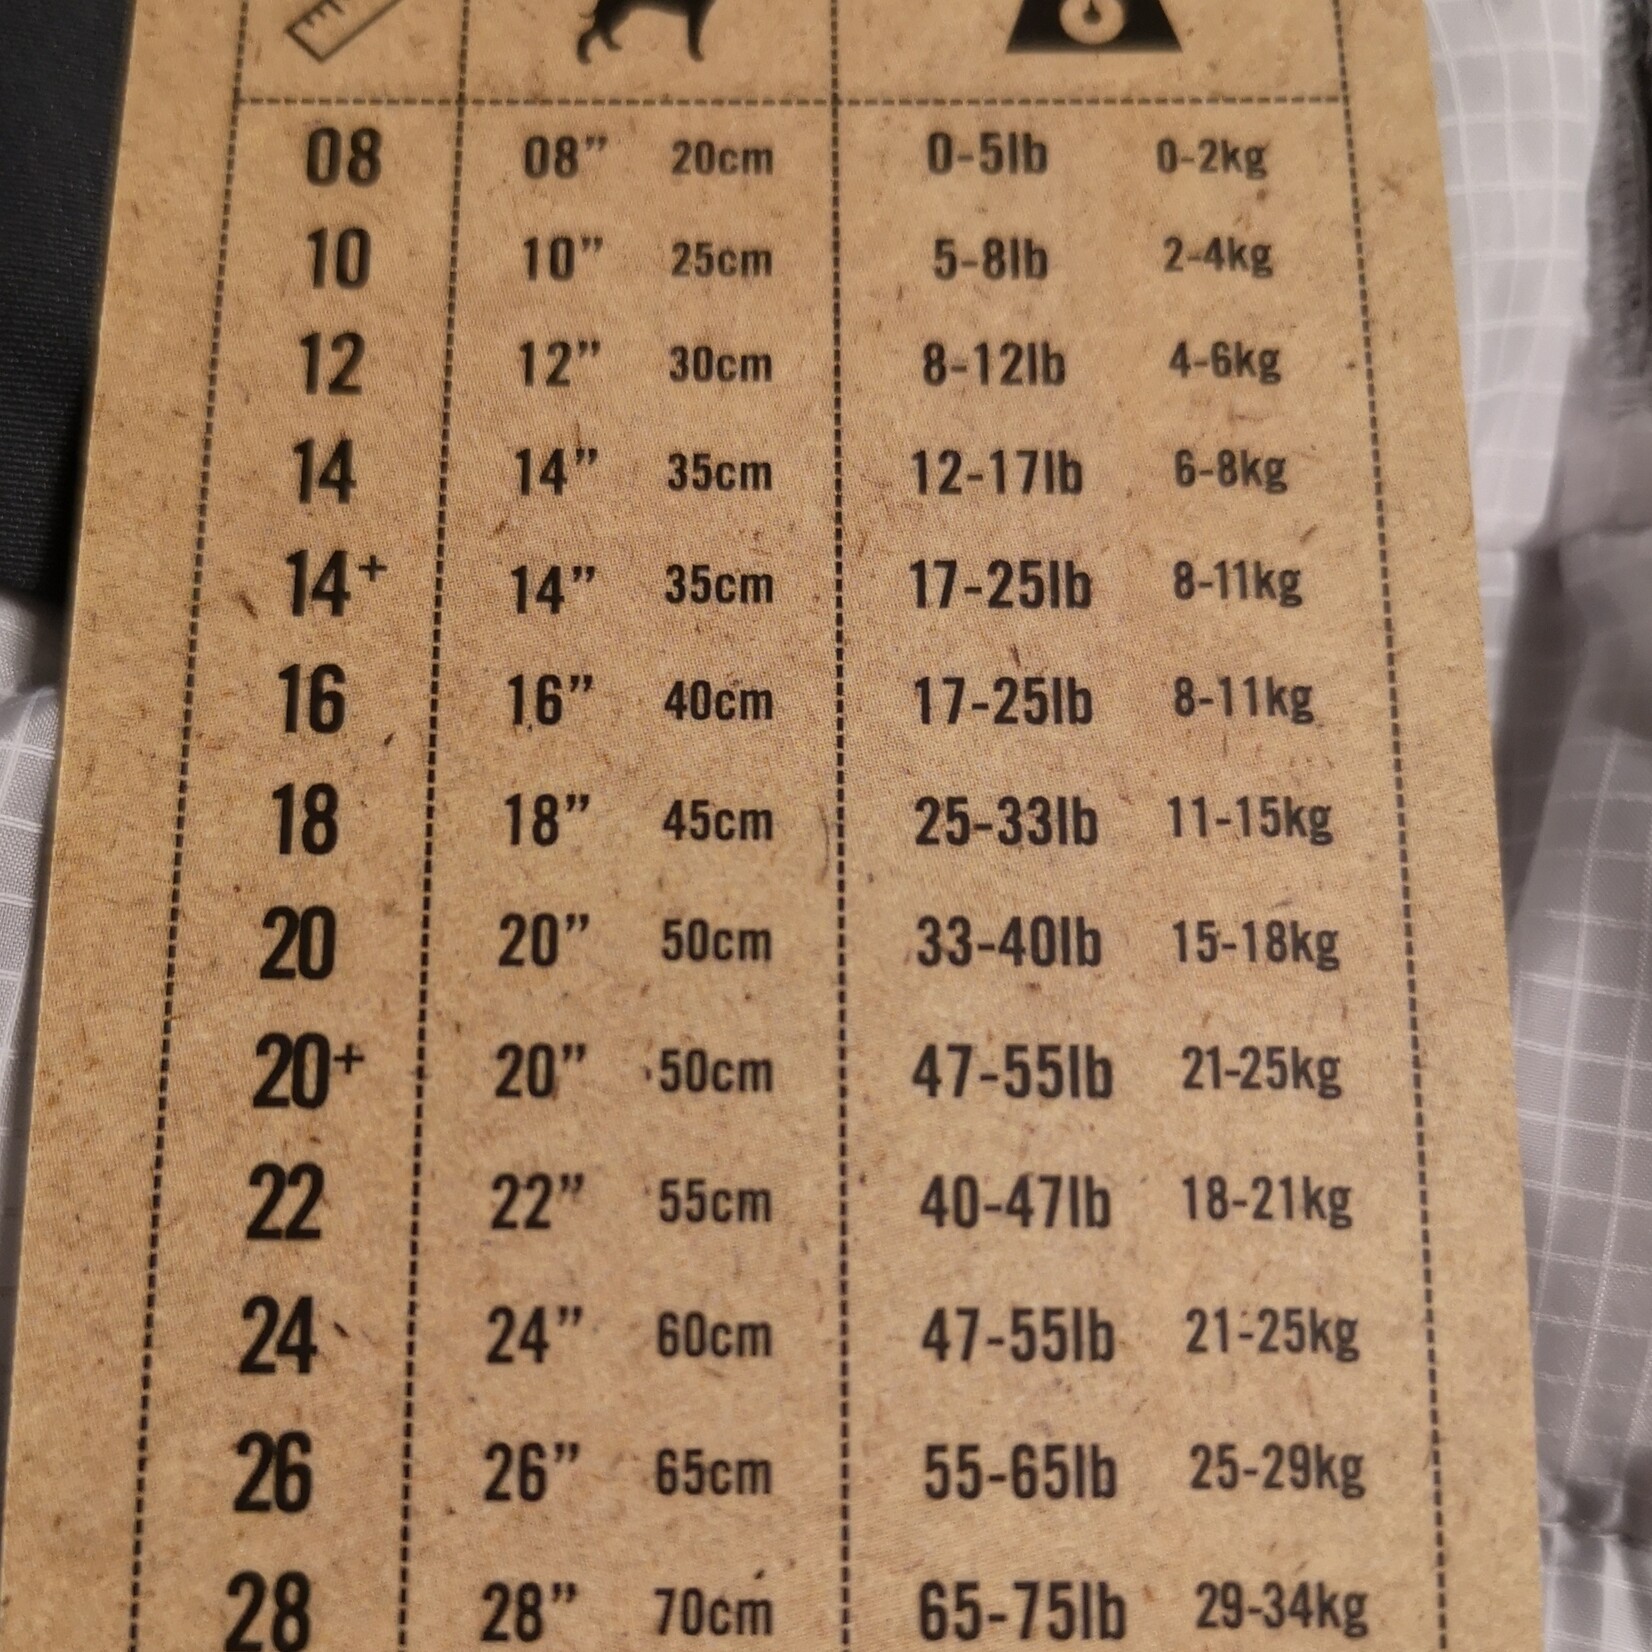 08 08” 20cm 0-5lb 0-2kg
10 10” 25cm 5-8lb 2-4kg
12 12” 30cm 8-12lb 4-6kg
14 14” 35cm 12-17lb 6-8kg
14+ 14” 35cm 17-25lb 8-11kg
16 16” 40cm 17-25lb 8-11kg
18 18” 45cm 25-33lb 11-15kg
20 20” 50cm 33-40lb 15-18kg
20+ 20” 50cm 47-55lb 21-25kg
22 22” 55cm 40-47lb 18-21kg
24 24” 60cm 47-55lb 21-25kg
26 26” 65cm 55-65lb 25-29kg
28 28” 70cm 65-75lb 29-34kg